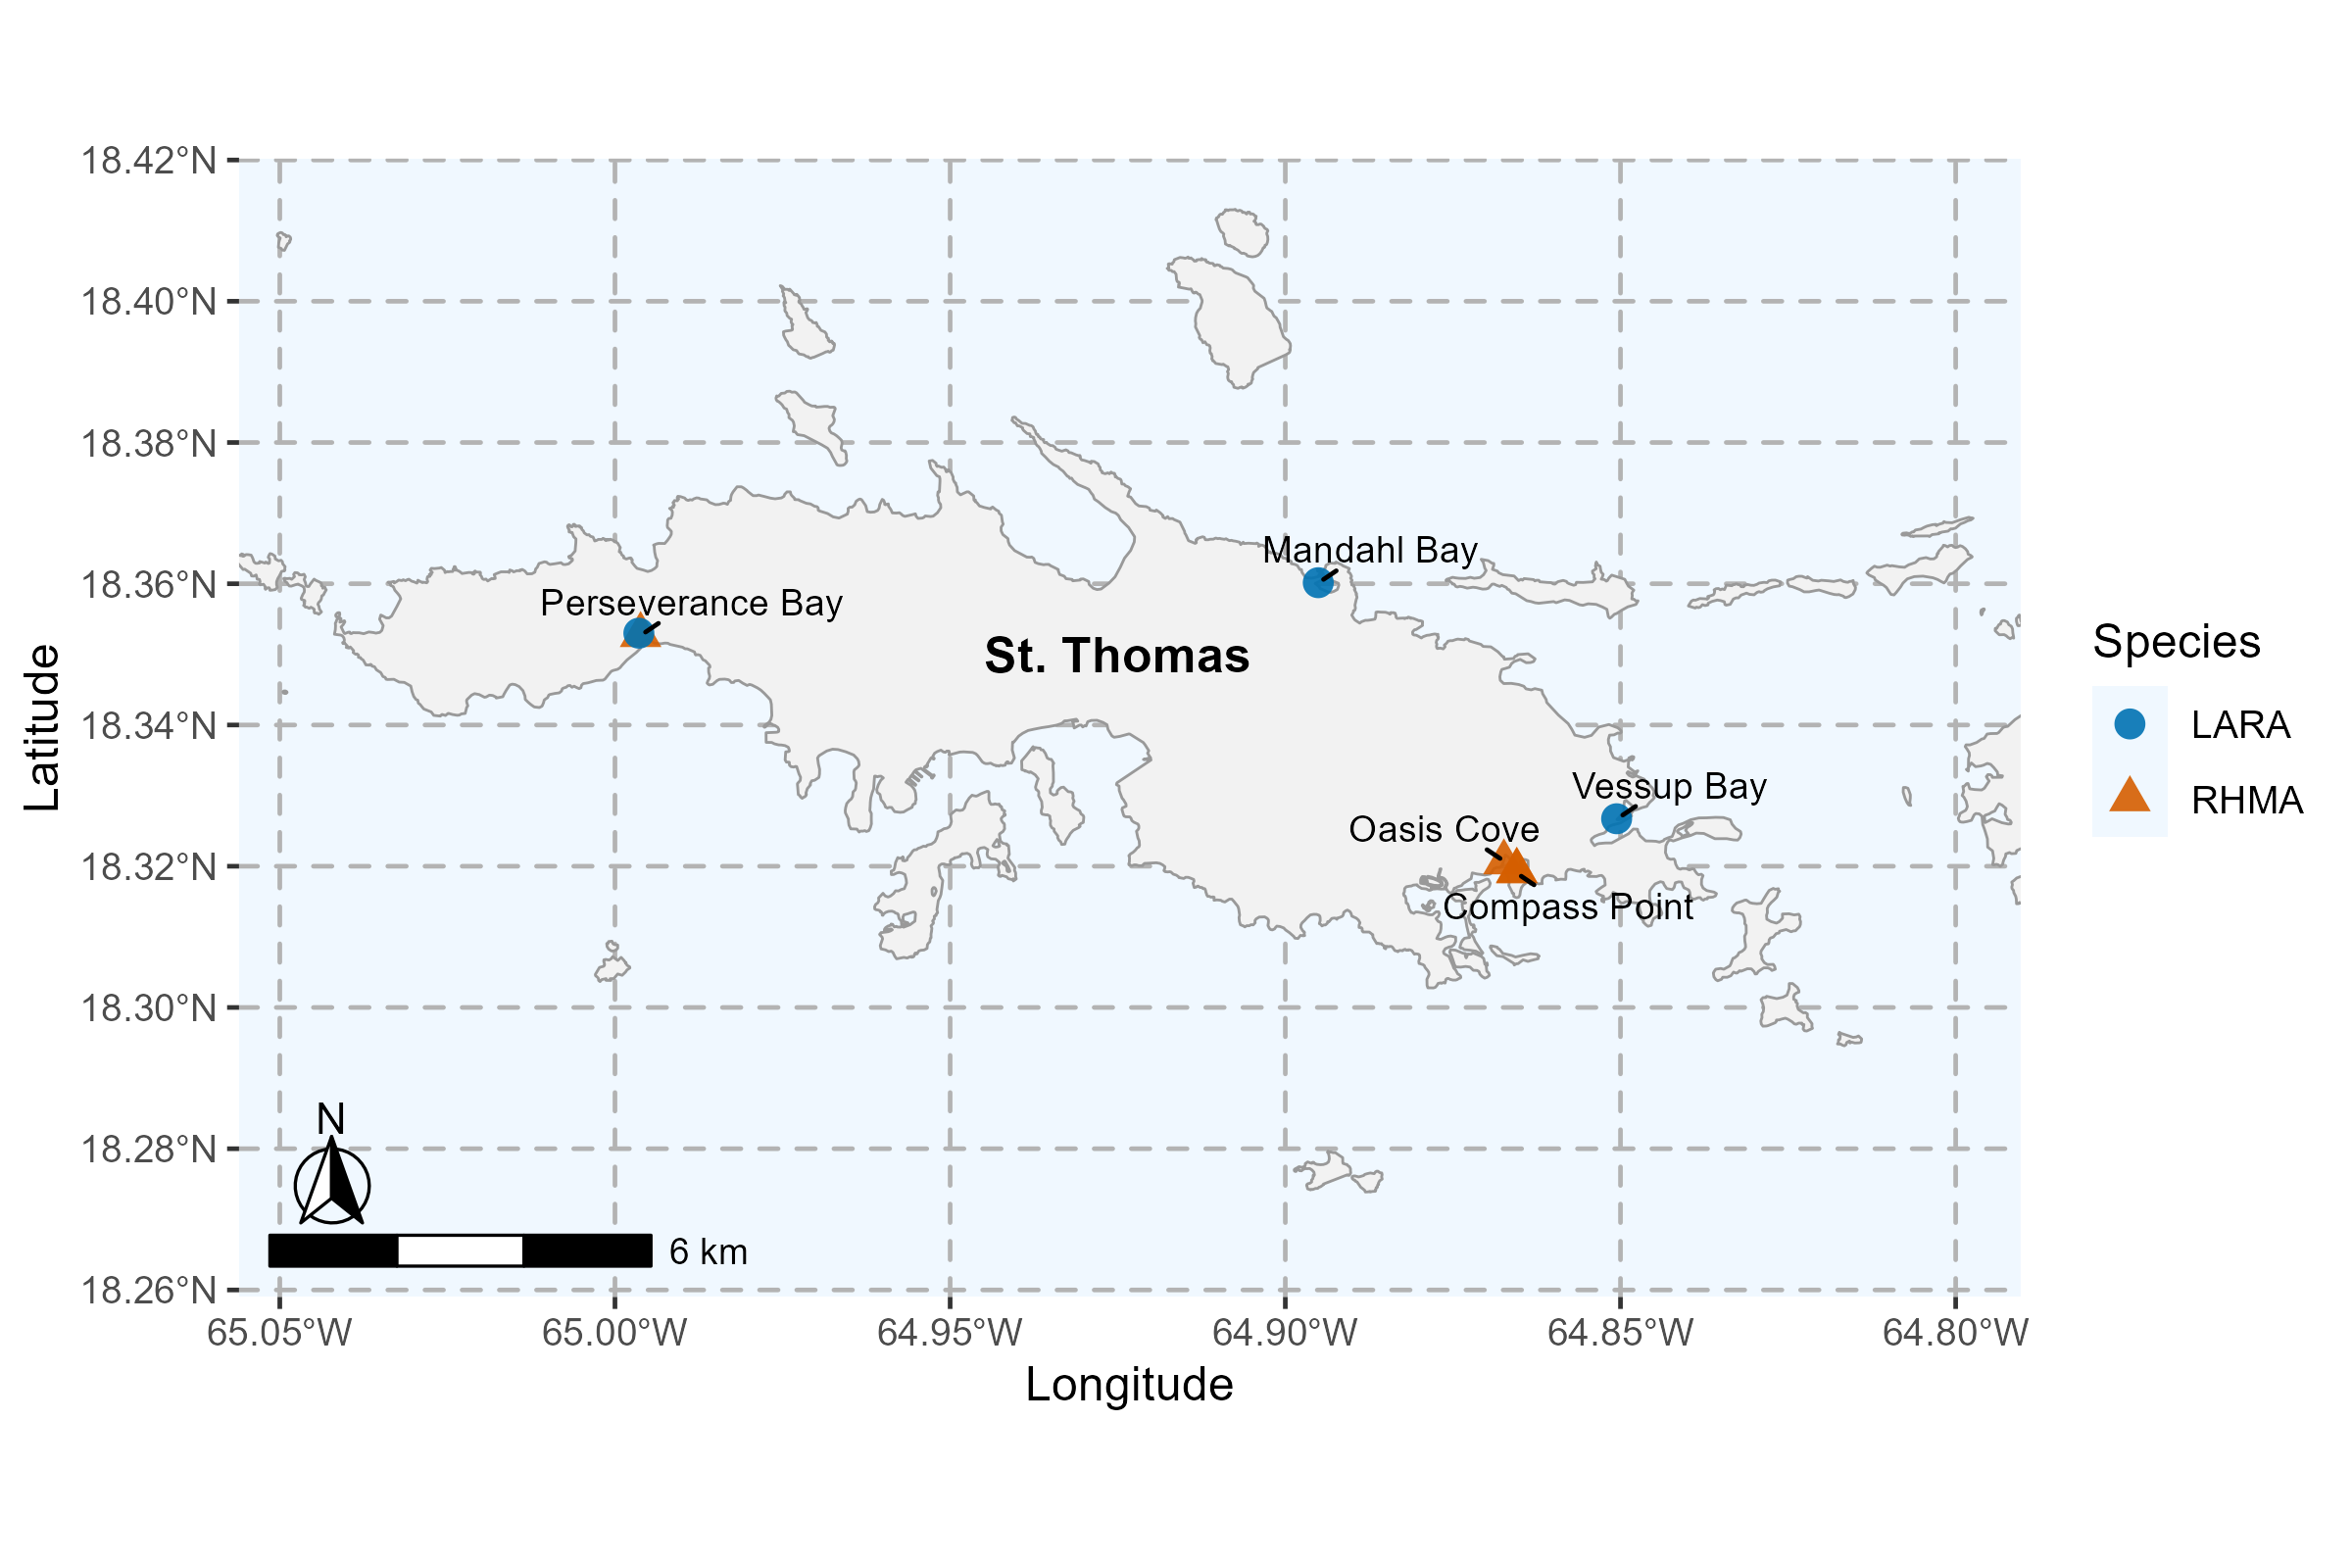 18.42°N
18.40°N
18.38°N
18.36°N
18.34°N
18.32°N
18.30°N
18.28°N
18.26°N
Latitude
Mandahl Bay
Perseverance Bay
St. Thomas
Vessup Bay
Oasis Cove
Compass Point
N
6 km
65.05°W
65.00°W
64.95°W
64.90°W
64.85°W
64.80°W
Longitude
Species
LARA
RHMA